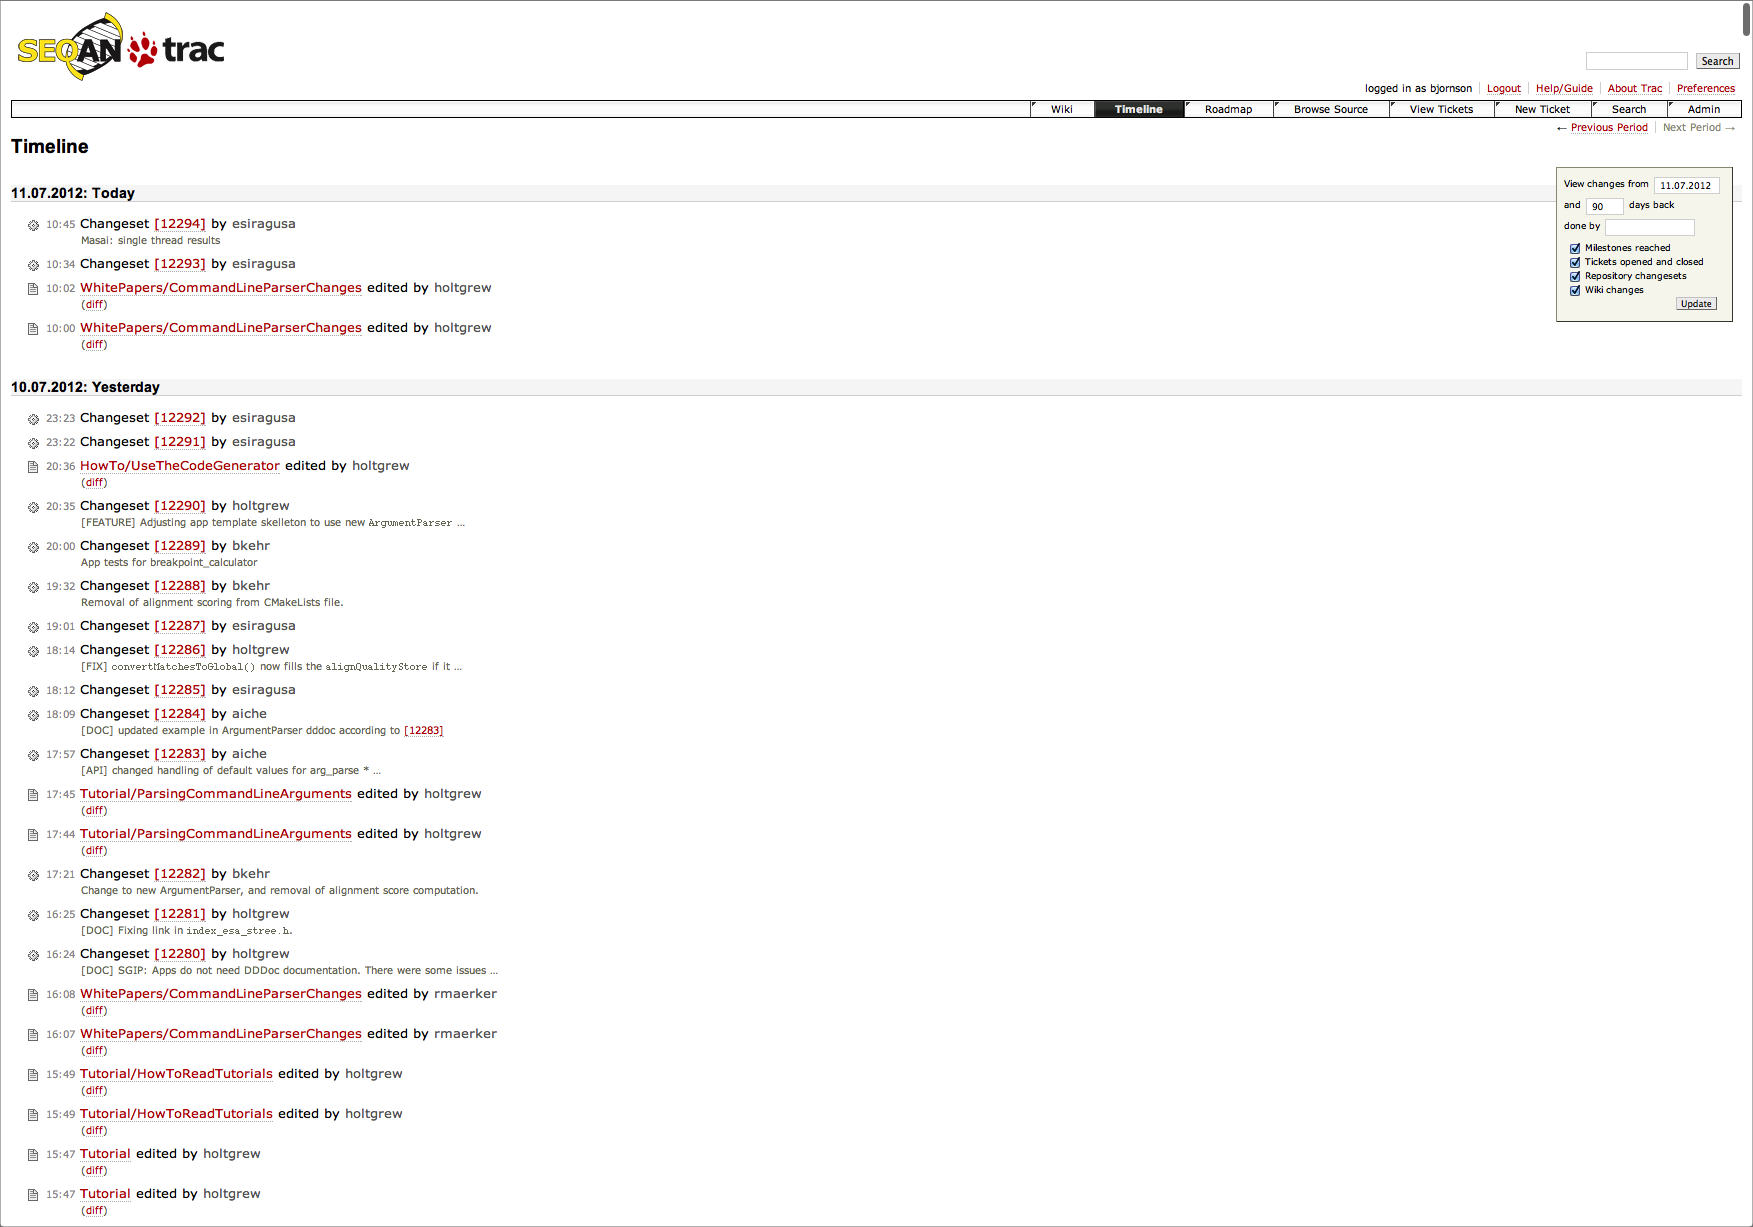 SEQAN trac
Search
logged in as bjornson Logout Help/Guide About Trac Preferences
Wiki Timeline Roadmap Browse Source View Tickets New Ticket Search Admin
← Previous Period Next Period →
Timeline
11.07.2012: Today
View changes from 11.07.2012
and 90 days back
done by
Milestones reached
Tickets opened and closed
Repository changesets
Wiki changes
Update
10:45 Changeset [12294] by esiragusa
Masai: single thread results
10:34 Changeset [12293] by esiragusa
10:02 WhitePapers/CommandLineParserChanges edited by holtgrew
(diff)
10:00 WhitePapers/CommandLineParserChanges edited by holtgrew
(diff)
10.07.2012: Yesterday
23:23 Changeset [12292] by esiragusa
23:22 Changeset [12291] by esiragusa
20:36 HowTo/UseTheCodeGenerator edited by holtgrew
(diff)
20:35 Changeset [12290] by holtgrew
[FEATURE] Adjusting app template skelleton to use new ArgumentParser ...
20:00 Changeset [12289] by bkehr
App tests for breakpoint_calculator
19:32 Changeset [12288] by bkehr
Removal of alignment scoring from CMakeLists file.
19:01 Changeset [12287] by esiragusa
18:14 Changeset [12286] by holtgrew
[FIX] convertMatchesToGlobal() now fills the alignQualityStore if it ...
18:12 Changeset [12285] by esiragusa
18:09 Changeset [12284] by aiche
[DOC] updated example in ArgumentParser dddoc according to [12283]
17:57 Changeset [12283] by aiche
[API] changed handling of default values for arg_parse * ...
17:45 Tutorial/ParsingCommandLineArguments edited by holtgrew
(diff)
17:44 Tutorial/ParsingCommandLineArguments edited by holtgrew
(diff)
17:21 Changeset [12282] by bkehr
Change to new ArgumentParser, and removal of alignment score computation.
16:25 Changeset [12281] by holtgrew
[DOC] Fixing link in index_esa_stree.h.
16:24 Changeset [12280] by holtgrew
[DOC] SGIP: Apps do not need DDDoc documentation. There were some issues ...
16:08 WhitePapers/CommandLineParserChanges edited by rmaerker
(diff)
16:07 WhitePapers/CommandLineParserChanges edited by rmaerker
(diff)
15:49 Tutorial/HowToReadTutorials edited by holtgrew
(diff)
15:49 Tutorial/HowToReadTutorials edited by holtgrew
(diff)
15:47 Tutorial edited by holtgrew
(diff)
15:47 Tutorial edited by holtgrew
(diff)